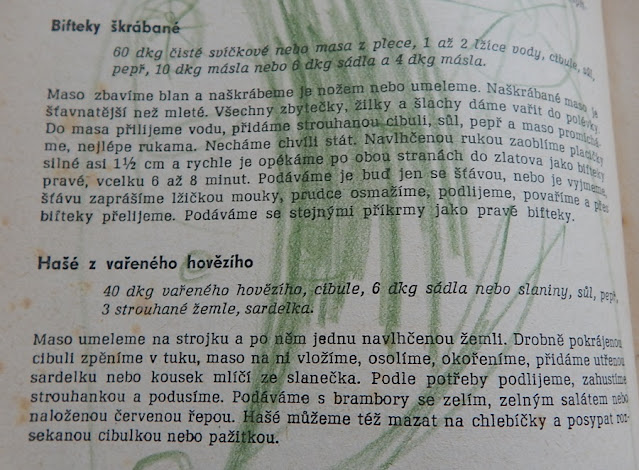 Bifteky škrábané
60 dkg čisté svíčkové nebo masa z plece, 1 až 2 lžíce vody, cibule, sůl,
pepř, 10 dkg másla nebo 6 dkg sádla a 4 dkg másla.
Maso zbavíme blan a naškrábeme je nožem nebo umeleme. Naškrábané maso je
šťavnatější než mleté. Všechny zbytečky, žilky a šlachy dáme vařit do polévky.
Do masa přilijeme vodu, přidáme strouhanou cibuli, sůl, pepř a maso promíchá-
me, nejlépe rukama. Necháme chvíli stát. Navlhčenou rukou zaoblíme placičky
silné asi 1½ cm a rychle je opékáme po obou stranách do zlatova jako bifteky
pravé, vcelku 6 až 8 minut. Podáváme je buď jen se šťávou, nebo je vyjmeme,
šťávu zaprášíme lžičkou mouky, prudce osmažíme, podlijeme, povaříme a přes
bifteky přelijeme. Podáváme se stejnými příkrmy jako pravé bifteky.
Hašé z vařeného hovězího
40 dkg vařeného hovězího, cibule, 6 dkg sádla nebo slaniny, sůl, pepř,
3 strouhané žemle, sardelka.
Maso umeleme na strojku a po něm jednu navlhčenou žemli. Drobně pokrájenou
cibuli zpěníme v tuku, maso na ni vložíme, osolíme, okořeníme, přidáme utřenou
sardelku nebo kousek mlíčí ze slanečka. Podle potřeby podlijeme, zahustíme
strouhankou a podusíme. Podáváme s brambory se zelím, zelným salátem nebo
naloženou červenou řepou. Hašé můžeme též mazat na chlebíčky a posypat roz-
sekanou cibulkou nebo pažitkou.